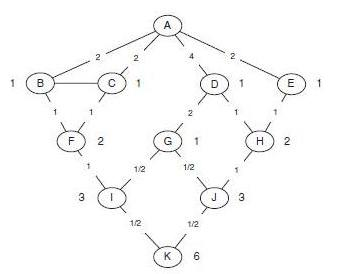 A
2 2 4 2
1 B C 1 D 1 E 1
1 1 2 1 1
F 2 G 1 H 2
1 1/2 1/2 1
3 I J 3
1/2 1/2
K 6